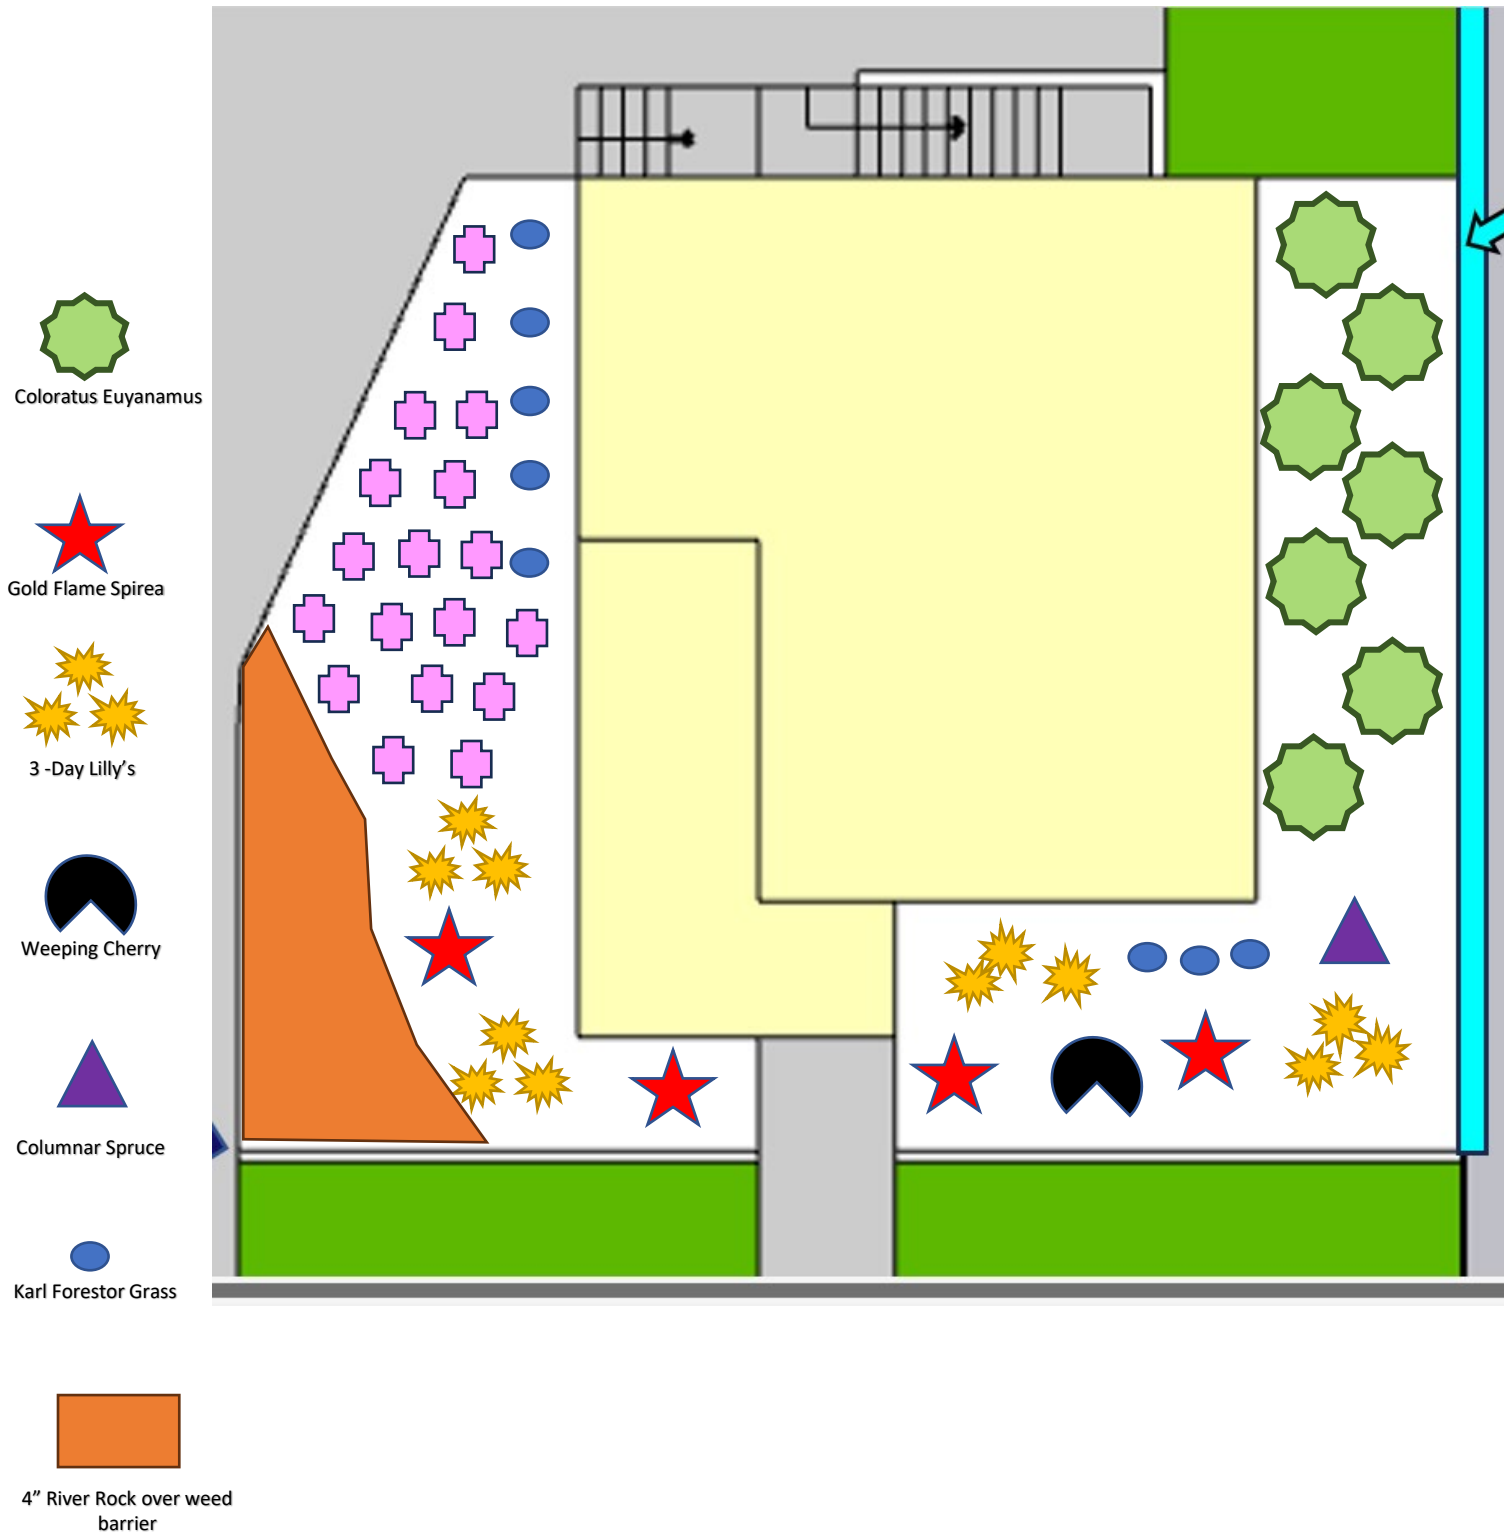 Coloratus Euyanamus
Gold Flame Spirea
3 -Day Lilly’s
Weeping Cherry
Columnar Spruce
Karl Forestor Grass
4” River Rock over weed
barrier